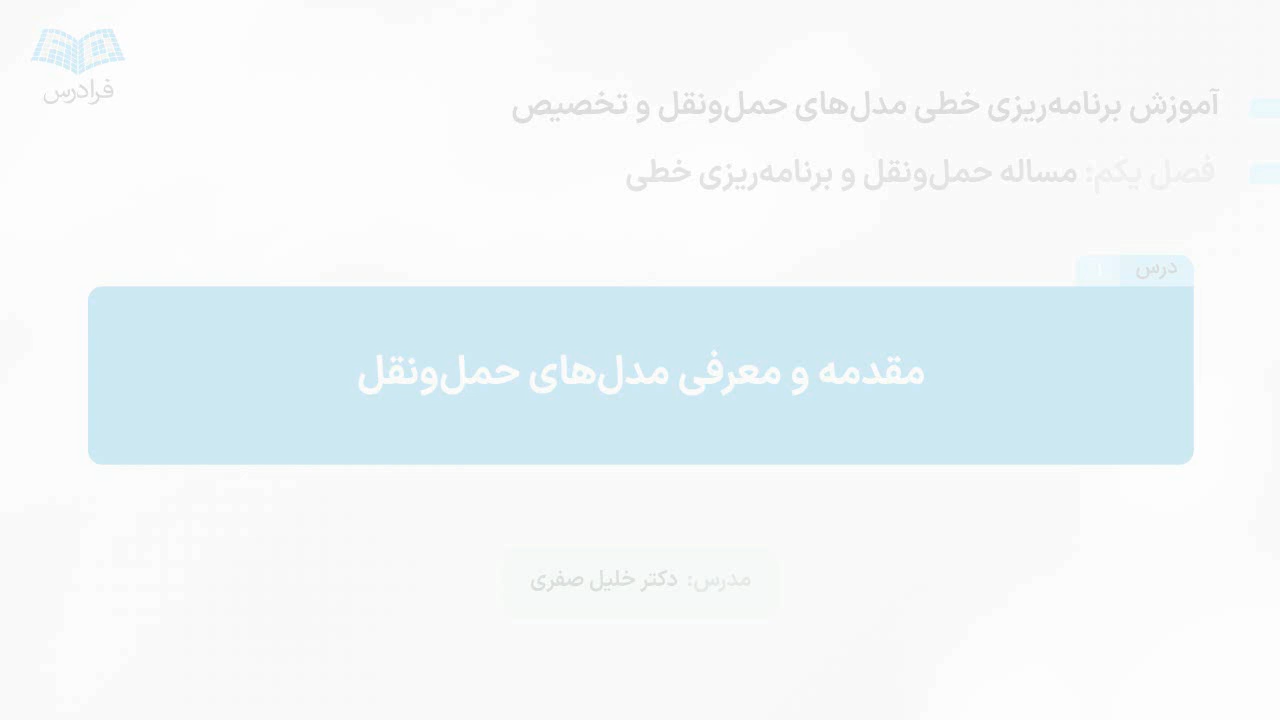 فرادرس
آموزش برنامه‌ریزی خطی مدل‌های حمل‌ونقل و تخصیص
فصل یکم: مساله حمل‌ونقل و برنامه‌ریزی خطی
درس ۱
مقدمه و معرفی مدل‌های حمل‌ونقل
مدرس: دکتر خلیل صفری